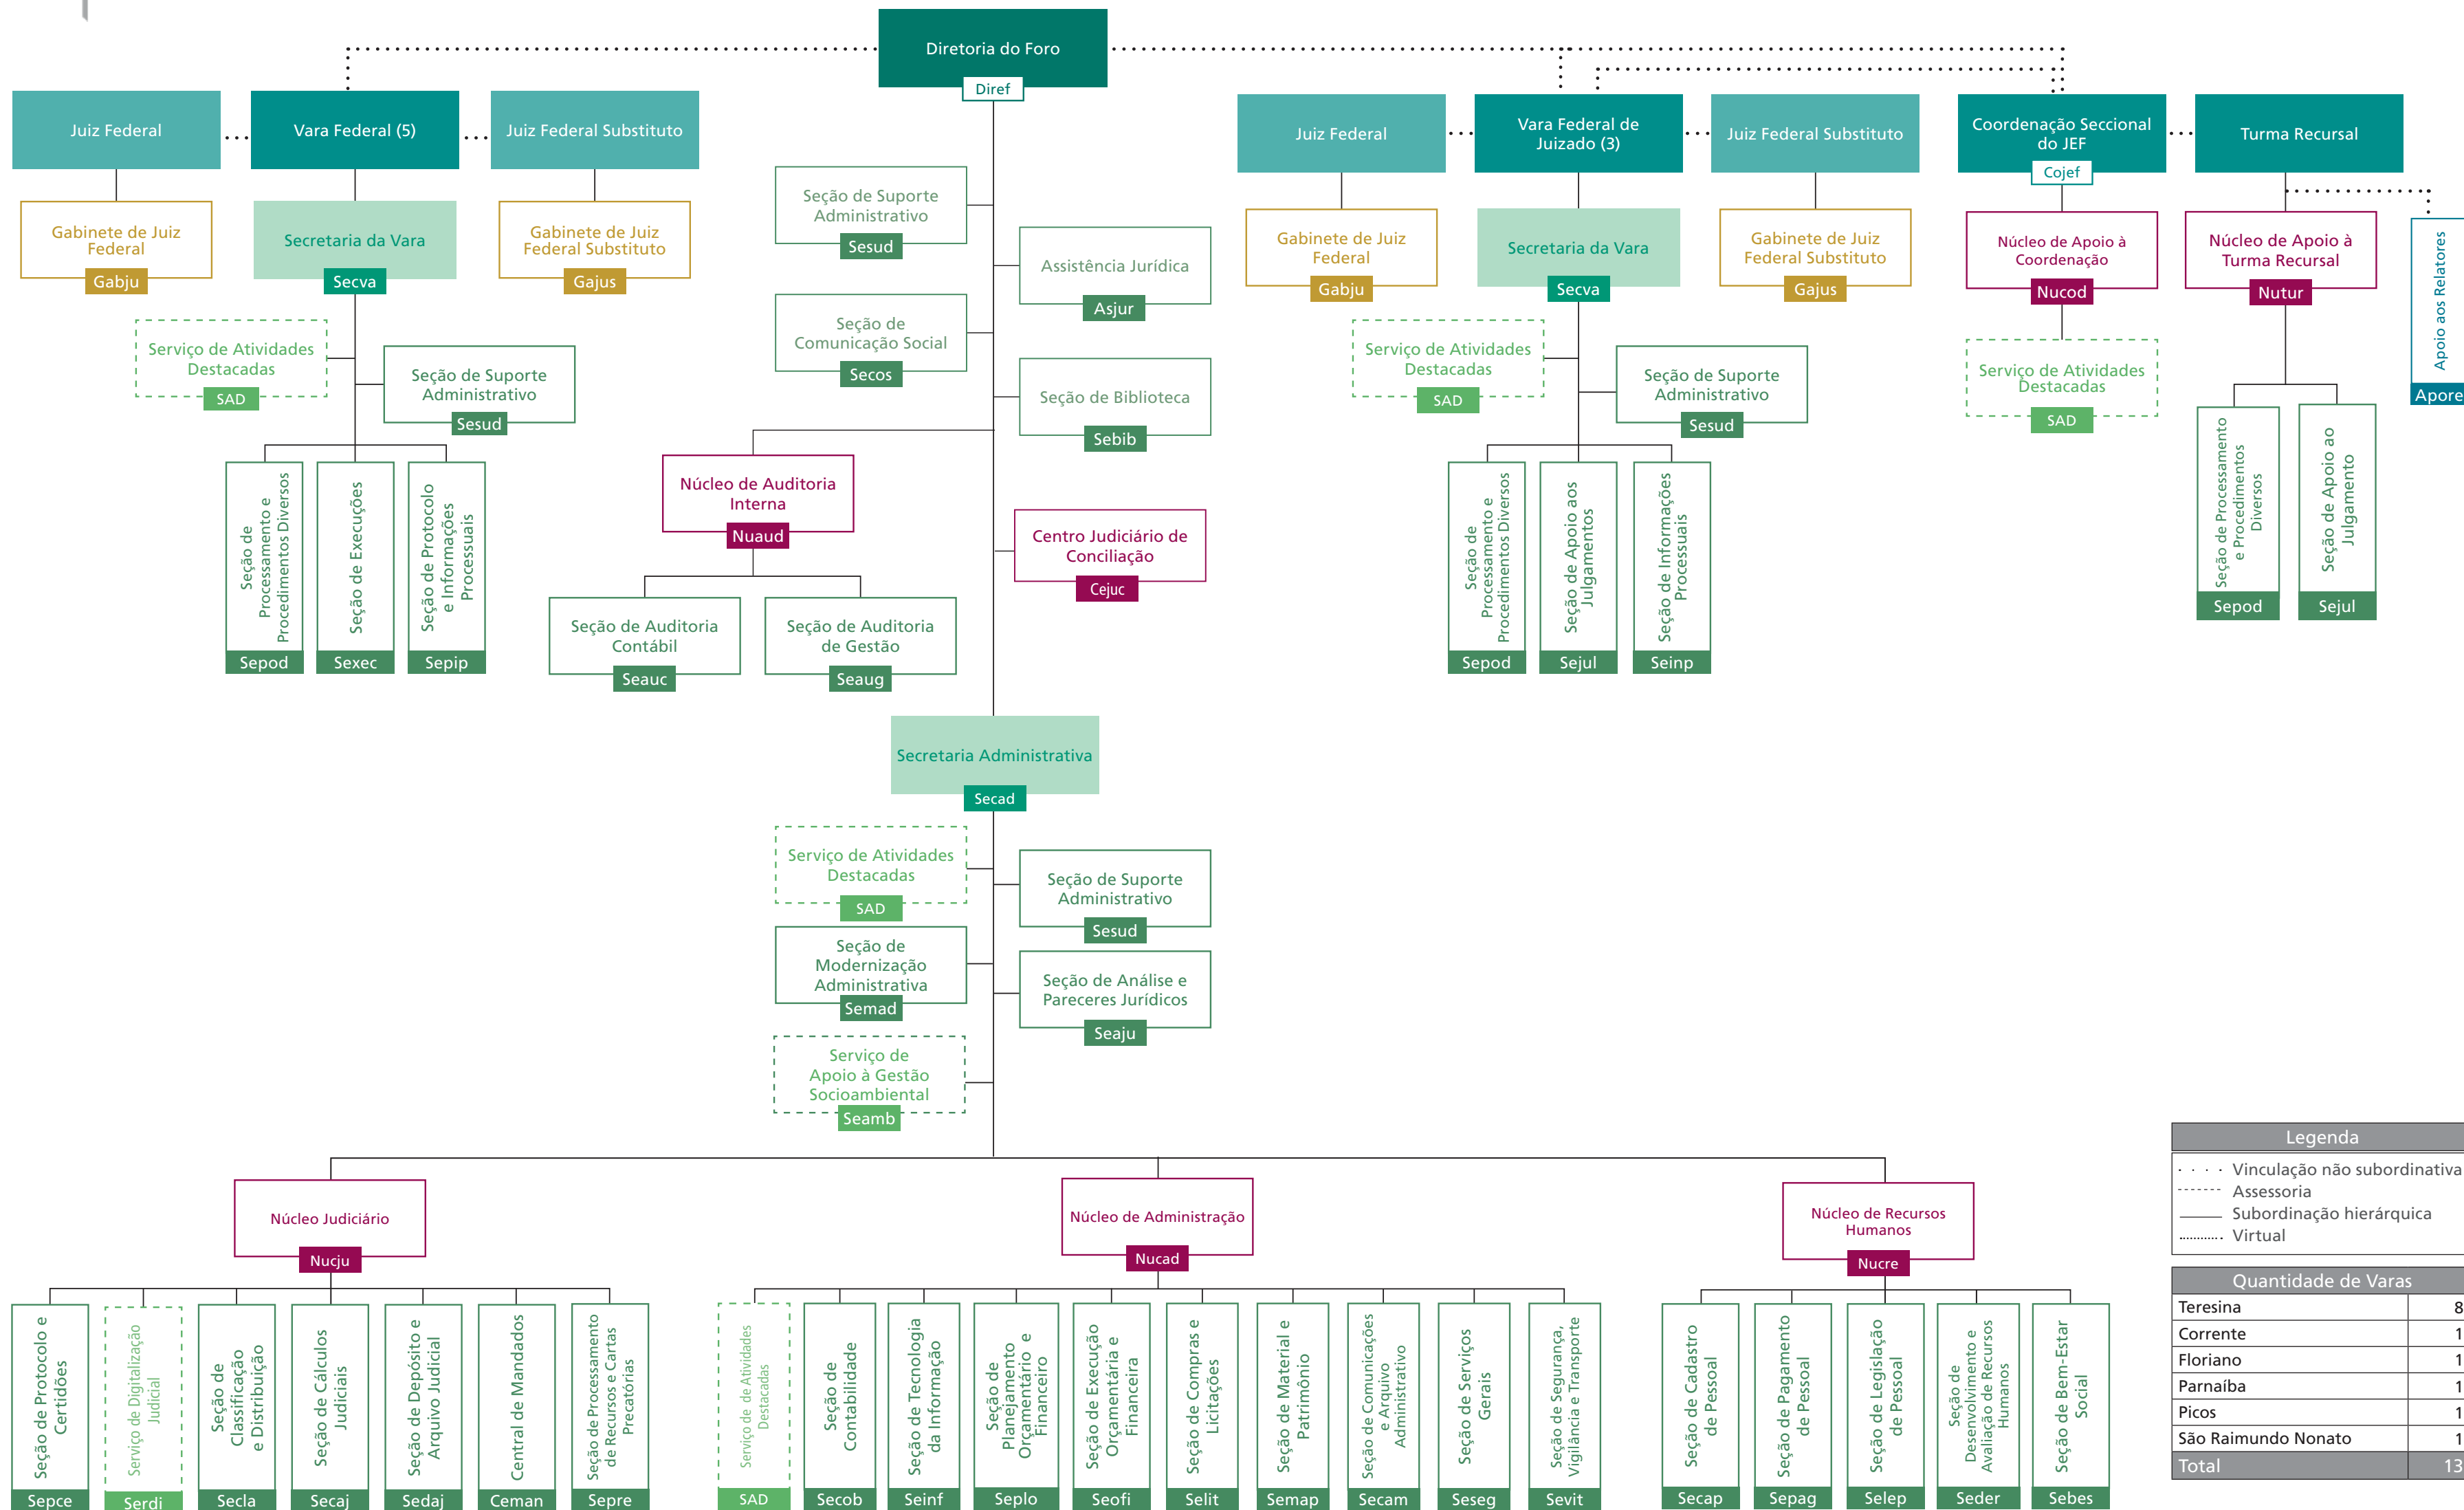 Diretoria do Foro
Diref
Juiz Federal
Vara Federal (5)
Juiz Federal Substituto
Gabinete de Juiz
Federal
Gabju
Secretaria da Vara
Secva
Gabinete de Juiz
Federal Substituto
Gajus
Serviço de Atividades
Destacadas
SAD
Seção de Suporte
Administrativo
Sesud
Seção de
Processamento e
Procedimentos Diversos
Sepod
Seção de Execuções
Sexec
Seção de Protocolo
e Informações
Processuais
Sepip
Seção de Suporte
Administrativo
Sesud
Assistência Jurídica
Asjur
Seção de
Comunicação Social
Secos
Seção de Biblioteca
Sebib
Núcleo de Auditoria
Interna
Nuaud
Centro Judiciário de
Conciliação
Cejuc
Seção de Auditoria
Contábil
Seauc
Seção de Auditoria
de Gestão
Seaug
Juiz Federal
Vara Federal de
Juizado (3)
Juiz Federal Substituto
Gabinete de Juiz
Federal
Gabju
Secretaria da Vara
Secva
Gabinete de Juiz
Federal Substituto
Gajus
Serviço de Atividades
Destacadas
SAD
Seção de Suporte
Administrativo
Sesud
Seção de
Processamento e
Procedimentos Diversos
Sepod
Seção de Apoio aos
Julgamentos
Sejul
Seção de Informações
Processuais
Seinp
Coordenação Seccional
do JEF
Cojef
Núcleo de Apoio à
Coordenação
Nucod
Serviço de Atividades
Destacadas
SAD
Turma Recursal
Núcleo de Apoio à
Turma Recursal
Nutur
Apoio aos Relatores
Apore
Seção de Processamento
e Procedimentos
Diversos
Sepod
Seção de Apoio ao
Julgamento
Sejul
Secretaria Administrativa
Secad
Serviço de Atividades
Destacadas
SAD
Seção de Suporte
Administrativo
Sesud
Seção de
Modernização
Administrativa
Semad
Seção de Análise e
Pareceres Jurídicos
Seaju
Serviço de
Apoio à Gestão
Socioambiental
Seamb
Núcleo Judiciário
Nucju
Seção de Protocolo e
Certidões
Sepce
Serviço de Digitalização
Judicial
Serdi
Seção de
Classificação
e Distribuição
Secla
Seção de Cálculos
Judiciais
Secaj
Seção de Depósito e
Arquivo Judicial
Sedaj
Central de Mandados
Ceman
Seção de Processamento
de Recursos e Cartas
Precatórias
Sepre
Núcleo de Administração
Nucad
Serviço de Atividades
Destacadas
SAD
Seção de
Contabilidade
Secob
Seção de Tecnologia
da Informação
Seinf
Seção de
Planejamento
Orçamentário e
Financeiro
Seplo
Seção de Execução
Orçamentária e
Financeira
Seofi
Seção de Compras e
Licitações
Selit
Seção de Material e
Patrimônio
Semap
Seção de Comunicações
e Arquivo
Administrativo
Secam
Seção de Serviços
Gerais
Seseg
Seção de Segurança,
Vigilância e Transporte
Sevit
Núcleo de Recursos
Humanos
Nucre
Seção de Cadastro
de Pessoal
Secap
Seção de Pagamento
de Pessoal
Sepag
Seção de Legislação
de Pessoal
Selep
Seção de
Desenvolvimento e
Avaliação de Recursos
Humanos
Seder
Seção de Bem-Estar
Social
Sebes
Legenda
Vinculação não subordinativa
Assessoria
Subordinação hierárquica
Virtual
Quantidade de Varas
Teresina 8
Corrente 1
Floriano 1
Parnaíba 1
Picos 1
São Raimundo Nonato 1
Total 13